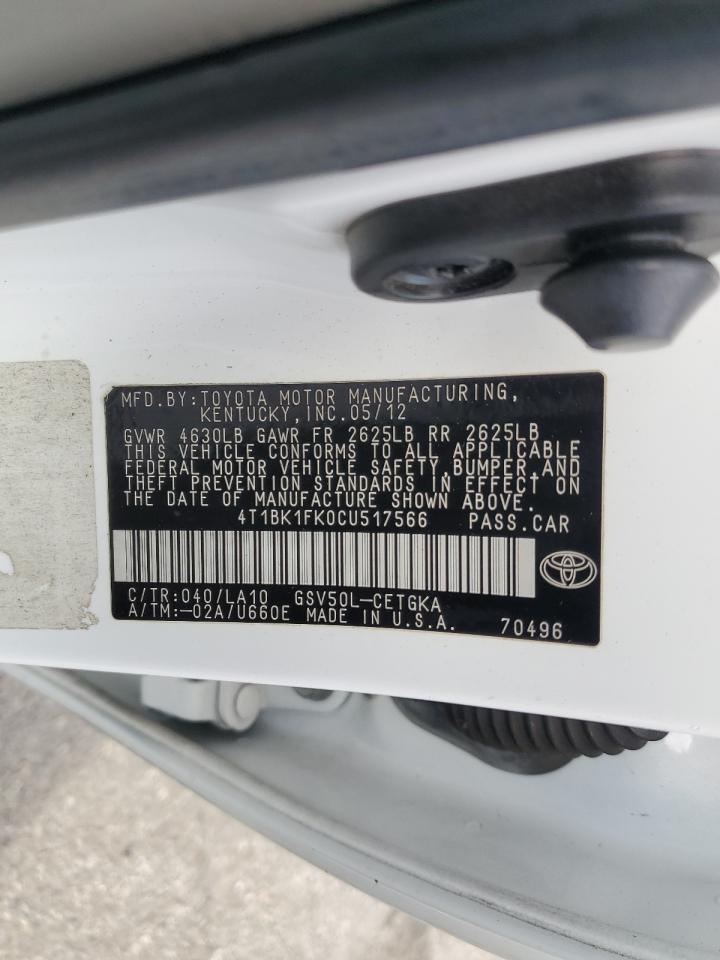 MFD.BY:TOYOTA MOTOR MANUFACTURING,
KENTUCKY,INC.05/12
GVWR 4630LB GAWR FR 2625LB RR 2625LB
THIS VEHICLE CONFORMS TO ALL APPLICABLE
FEDERAL MOTOR VEHICLE SAFETY,BUMPER,AND
THEFT PREVENTION STANDARDS IN EFFECT ON
THE DATE OF MANUFACTURE SHOWN ABOVE.
4T1BK1FK0CU517566 PASS.CAR
C/TR:040/LA10 GSV50L-CETGKA
A/TM:-02A/U660E MADE IN U.S.A. 70496